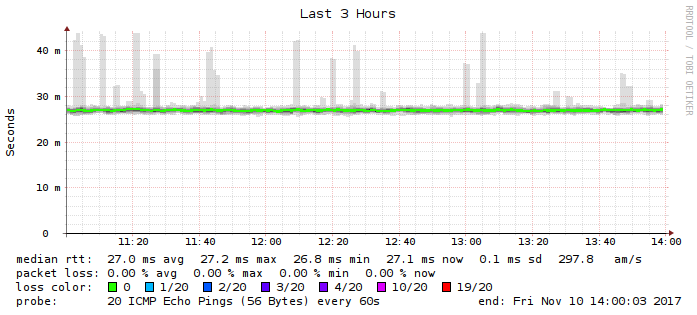 Last 3 Hours
RRDTOOL / TOBI OETIKER
Seconds
40 m
30 m
20 m
10 m
0
11:20 11:40 12:00 12:20 12:40 13:00 13:20 13:40 14:00
median rtt: 27.0 ms avg 27.2 ms max 26.8 ms min 27.1 ms now 0.1 ms sd 297.8 am/s
packet loss: 0.00 % avg 0.00 % max 0.00 % min 0.00 % now
loss color: 0 1/20 2/20 3/20 4/20 10/20 19/20
probe: 20 ICMP Echo Pings (56 Bytes) every 60s end: Fri Nov 10 14:00:03 2017